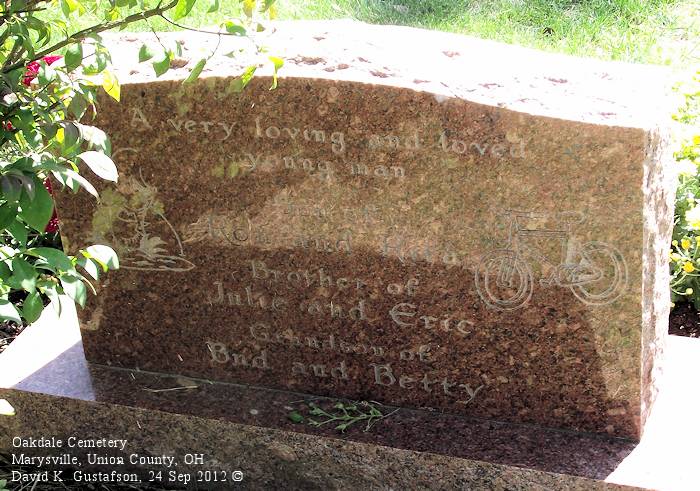 A very loving and loved
young man
Son of
and Rita
Brother of
Julie and Eric
Grandson of
Bud and Betty
Oakdale Cemetery
Marysville, Union County, OH
David K. Gustafson, 24 Sep 2012 ©